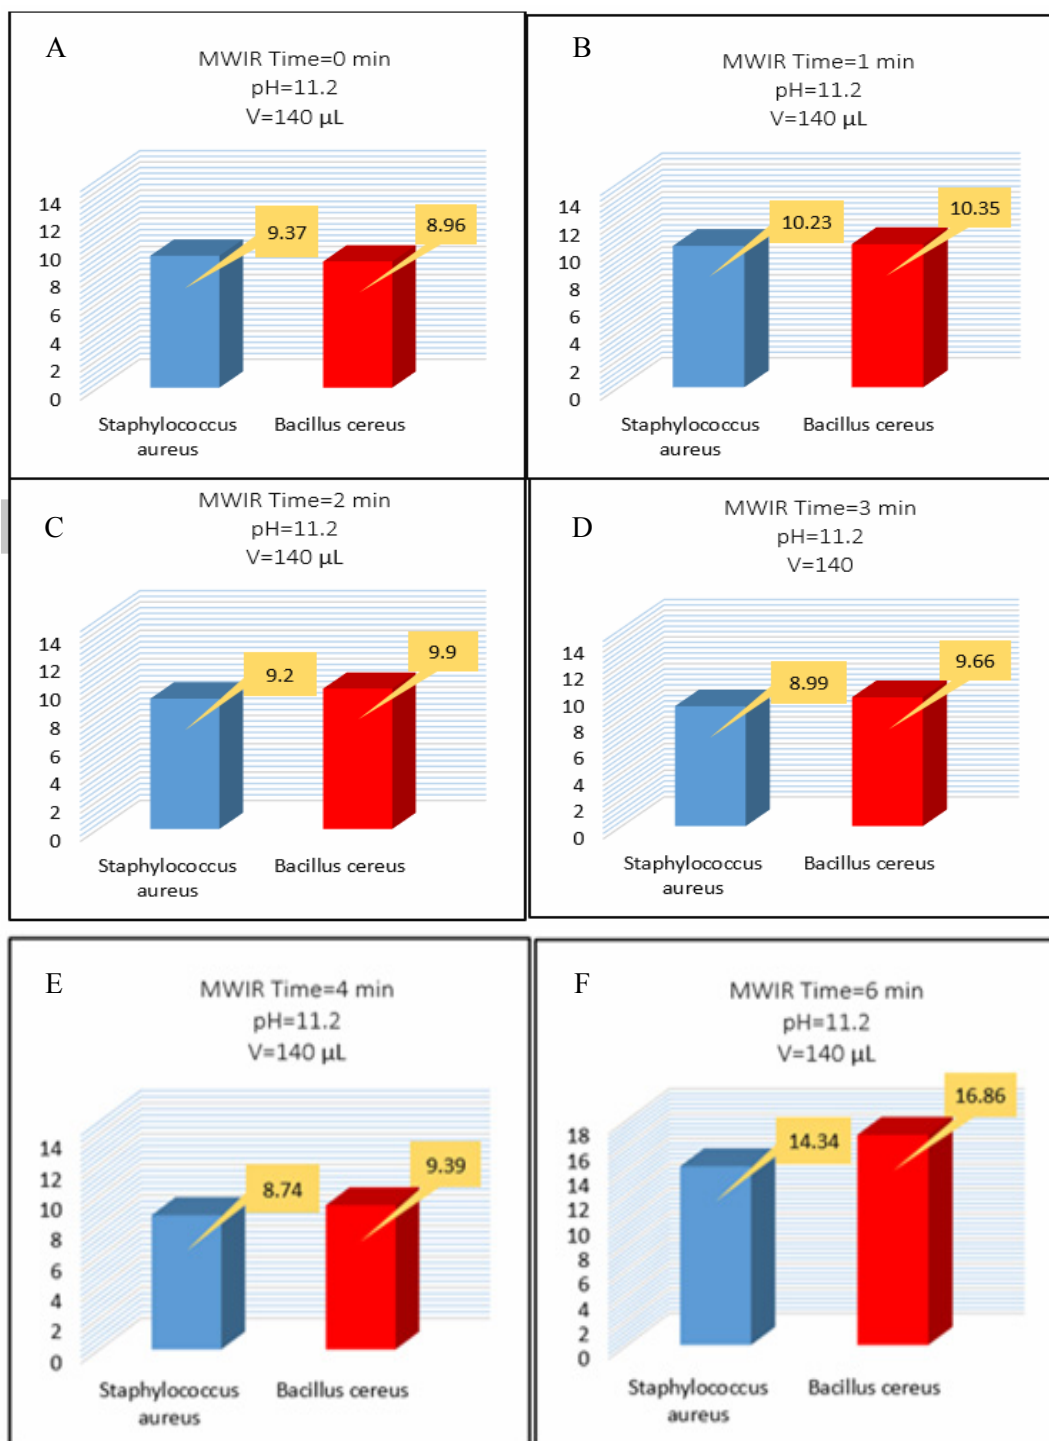 A
MWIR Time=0 min
pH=11.2
V=140 µL
14
12
10
8
6
4
2
0
9.37
8.96
Staphylococcus
aureus
Bacillus cereus
B
MWIR Time=1 min
pH=11.2
V=140 µL
14
12
10
8
6
4
2
0
10.23
10.35
Staphylococcus
aureus
Bacillus cereus
C
MWIR Time=2 min
pH=11.2
V=140 µL
14
12
10
8
6
4
2
0
9.2
9.9
Staphylococcus
aureus
Bacillus cereus
D
MWIR Time=3 min
pH=11.2
V=140
14
12
10
8
6
4
2
0
8.99
9.66
Staphylococcus
aureus
Bacillus cereus
E
MWIR Time=4 min
pH=11.2
V=140 µL
14
12
10
8
6
4
2
0
8.74
9.39
Staphylococcus
aureus
Bacillus cereus
F
MWIR Time=6 min
pH=11.2
V=140 µL
18
16
14
12
10
8
6
4
2
0
14.34
16.86
Staphylococcus
aureus
Bacillus cereus